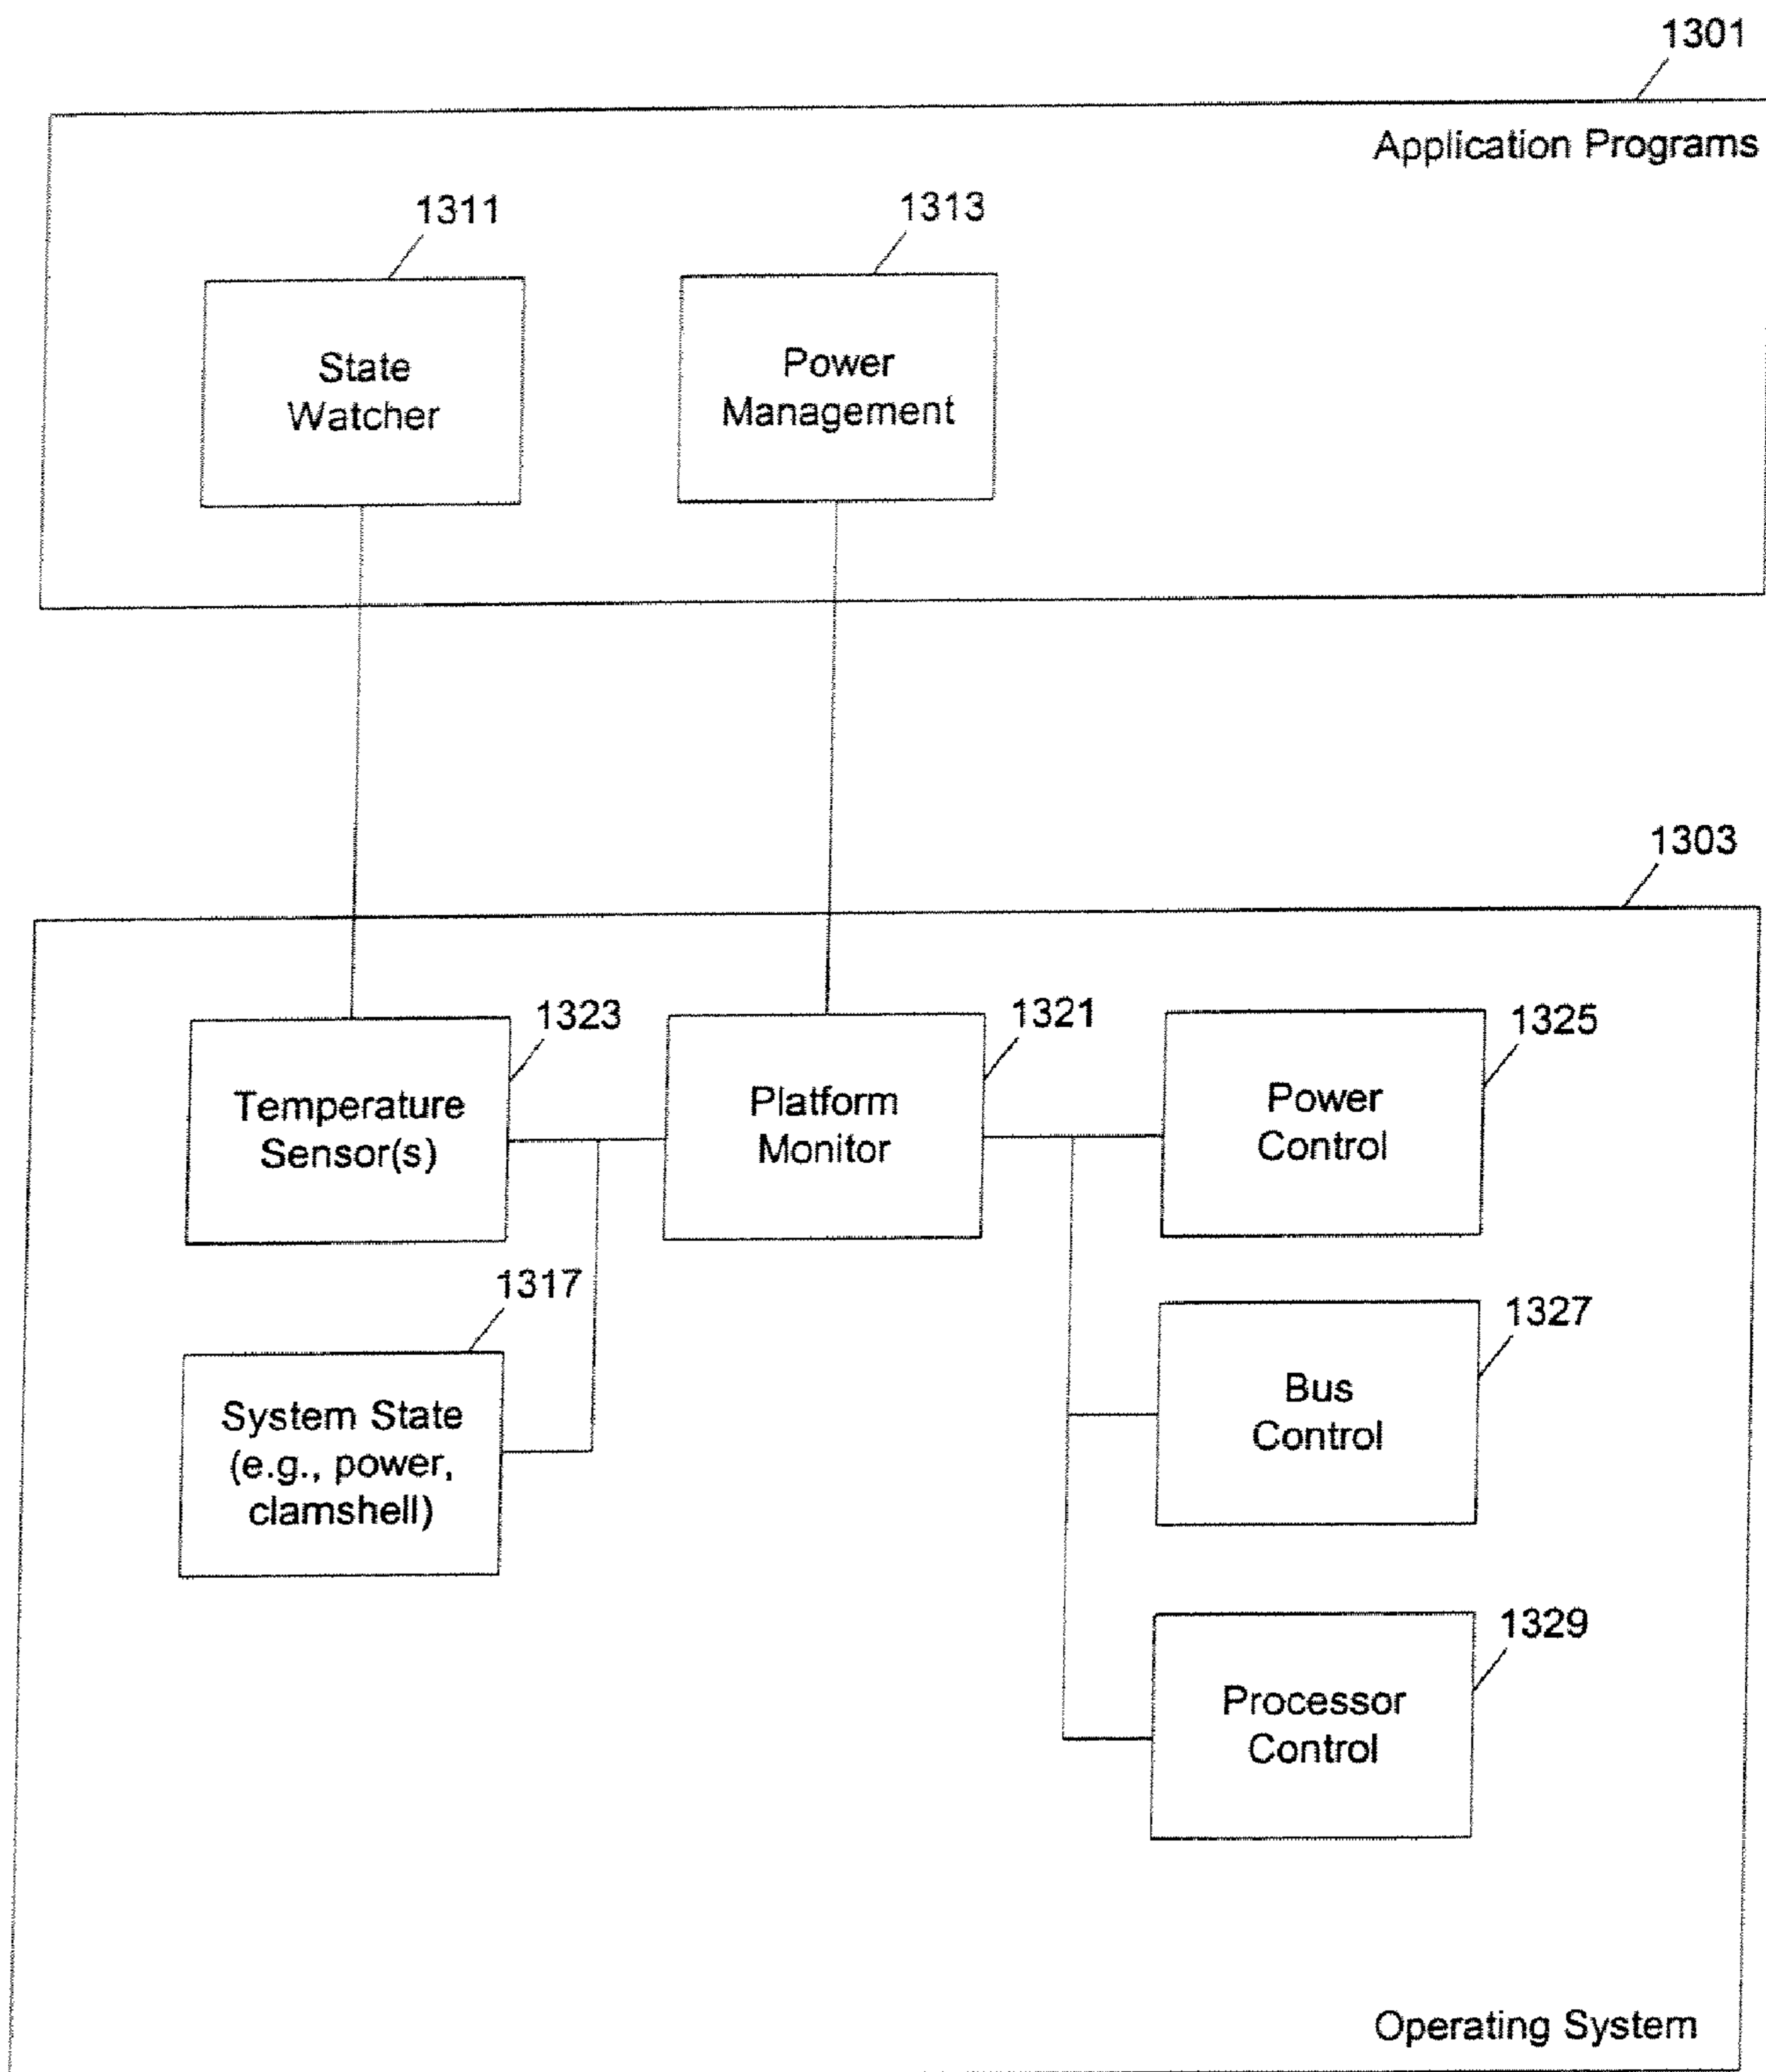 1301
Application Programs
1311
1313
State
Watcher
Power
Management
1303
1323
1321
1325
Temperature
Sensor(s)
Platform
Monitor
Power
Control
1317
1327
System State
(e.g., power,
clamshell)
Bus
Control
1329
Processor
Control
Operating System